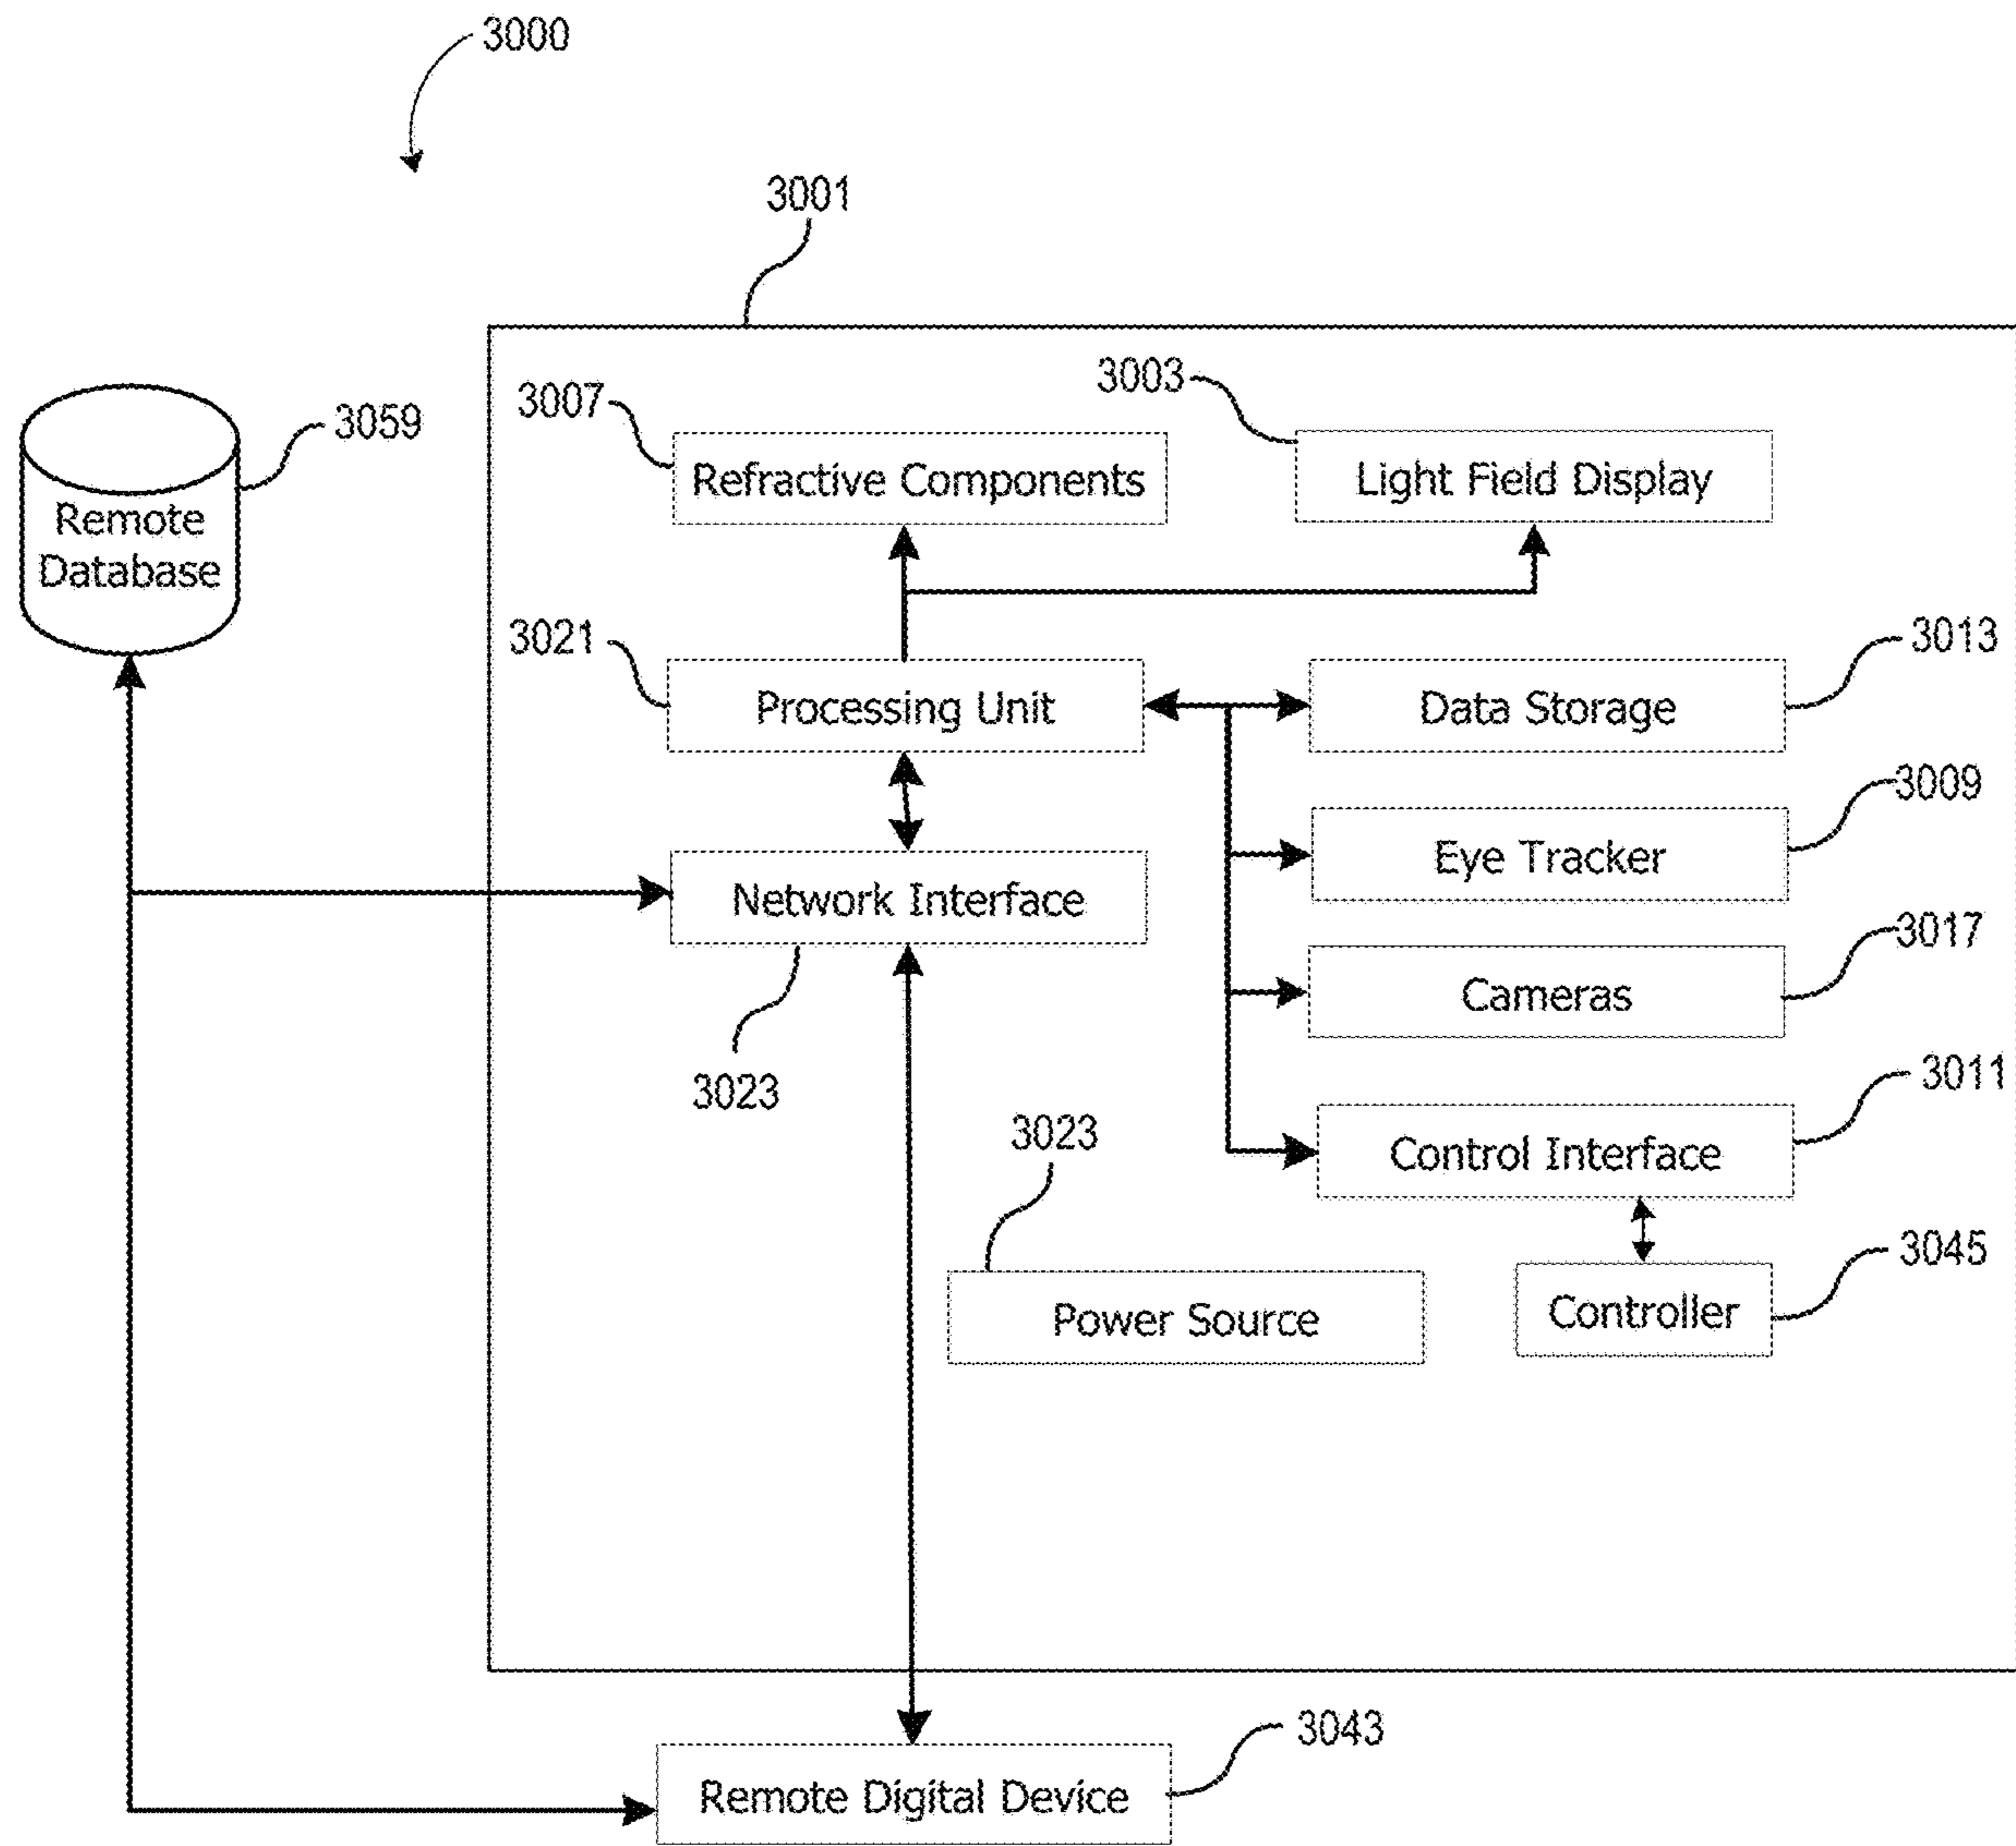 3000
3001
3059
Remote
Database
3007
Refractive Components
3003
Light Field Display
3021
Processing Unit
3013
Data Storage
3009
Eye Tracker
Network Interface
3023
3017
Cameras
3011
Control Interface
3023
Power Source
3045
Controller
3043
Remote Digital Device